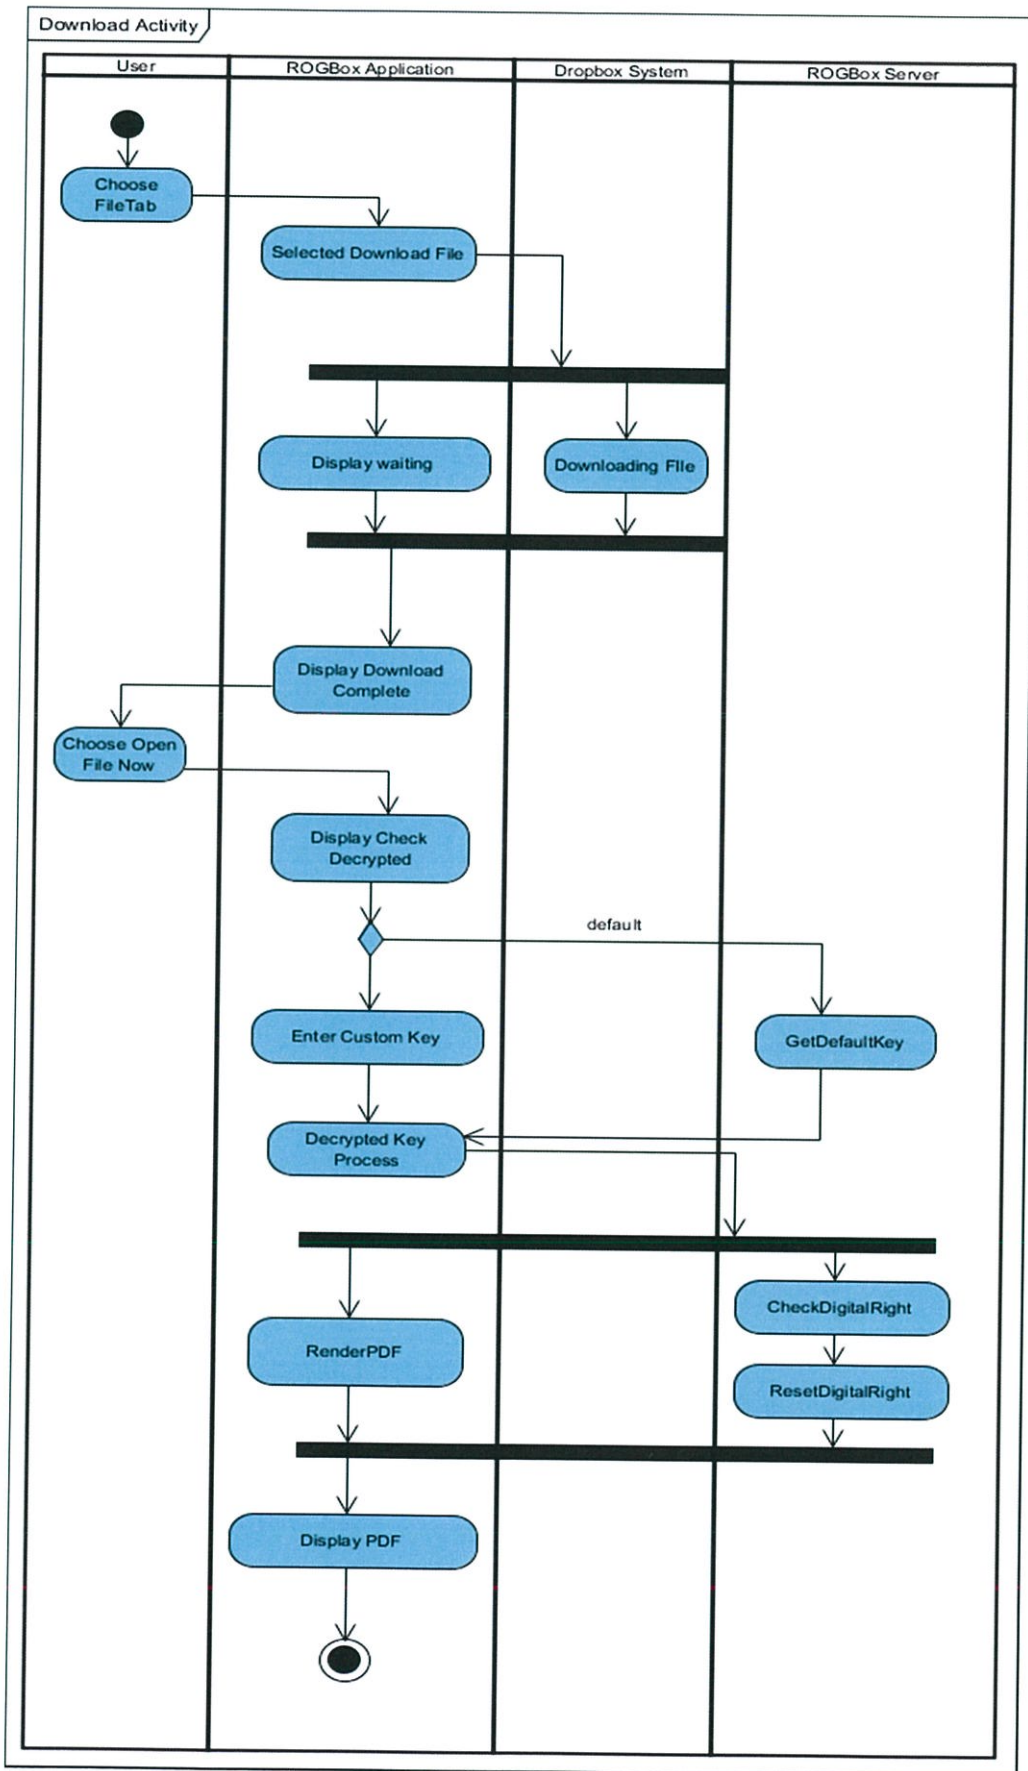 Download Activity
User
ROGBox Application
Dropbox System
ROGBox Server
Choose
FileTab
Selected Download File
Display waiting
Downloading FIle
Display Download
Complete
Choose Open
File Now
Display Check
Decrypted
default
Enter Custom Key
GetDefaultKey
Decrypted Key
Process
CheckDigitalRight
RenderPDF
ResetDigitalRight
Display PDF